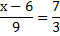 x − 6 / 9 = 7 / 3